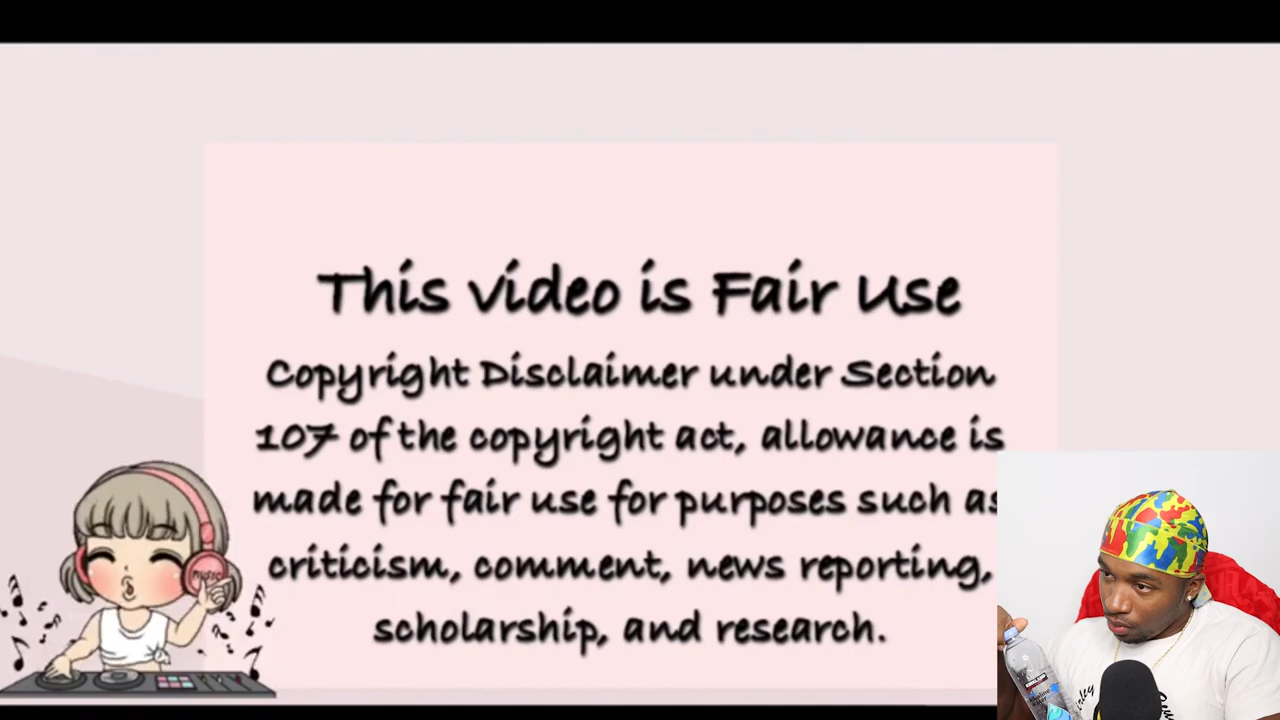 This video is Fair Use
Copyright Disclaimer under Section
107 of the copyright act, allowance is
made for fair use for purposes such as
criticism, comment, news reporting,
scholarship, and research.
MUSIC